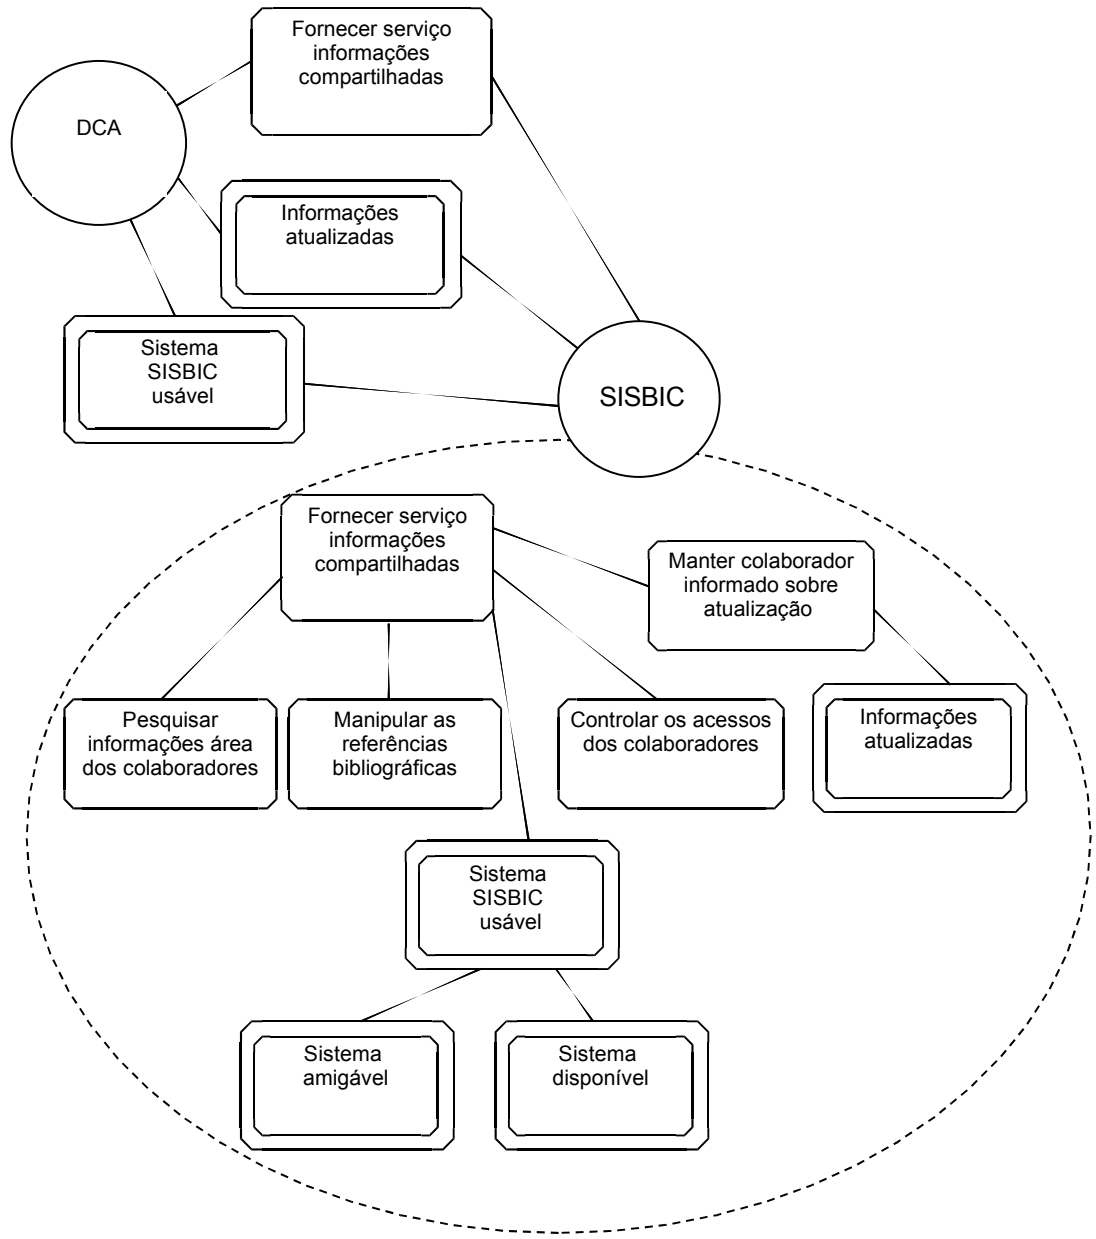 Fornecer serviço
informações
compartilhadas
DCA
Informações
atualizadas
Sistema
SISBIC
usável
SISBIC
Fornecer serviço
informações
compartilhadas
Manter colaborador
informado sobre
atualização
Pesquisar
informações área
dos colaboradores
Manipular as
referências
bibliográficas
Controlar os acessos
dos colaboradores
Informações
atualizadas
Sistema
SISBIC
usável
Sistema
amigável
Sistema
disponível